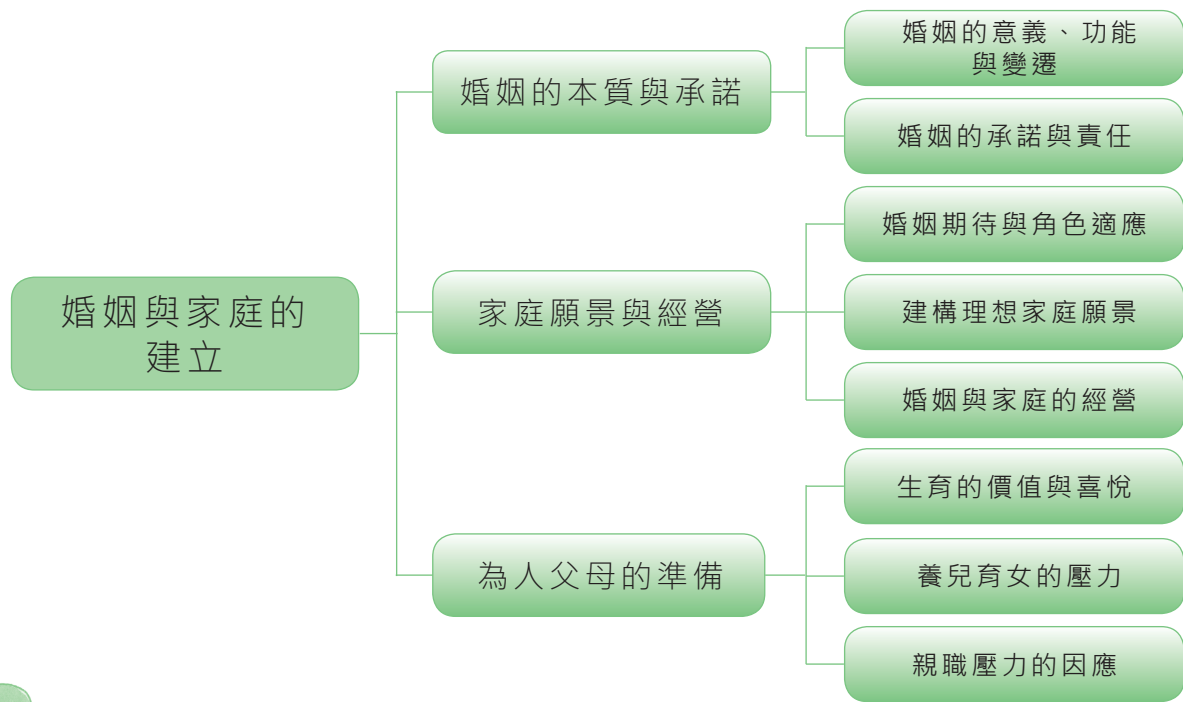 婚姻與家庭的
建立
婚姻的本質與承諾
婚姻的意義、功能
與變遷
婚姻的承諾與責任
家庭願景與經營
婚姻期待與角色適應
建構理想家庭願景
婚姻與家庭的經營
為人父母的準備
生育的價值與喜悅
養兒育女的壓力
親職壓力的因應